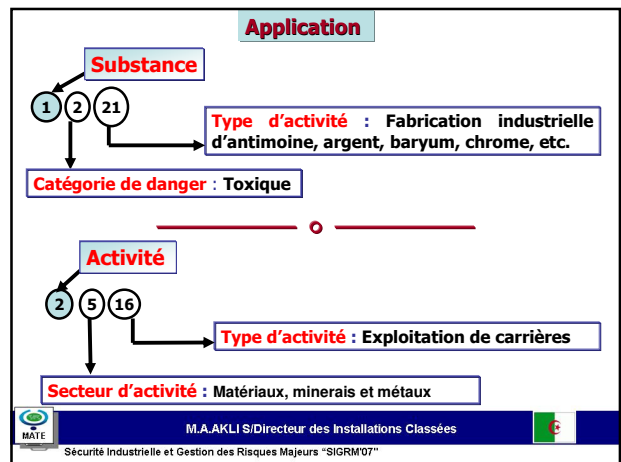 Application
Substance
1 2 21
Type d'activité : Fabrication industrielle
d'antimoine, argent, baryum, chrome, etc.
Catégorie de danger : Toxique
Activité
2 5 16
Type d'activité : Exploitation de carrières
Secteur d'activité : Matériaux, minerais et métaux
MATE
M.A.AKLI S/Directeur des Installations Classées
Sécurité Industrielle et Gestion des Risques Majeurs "SIGRM'07"